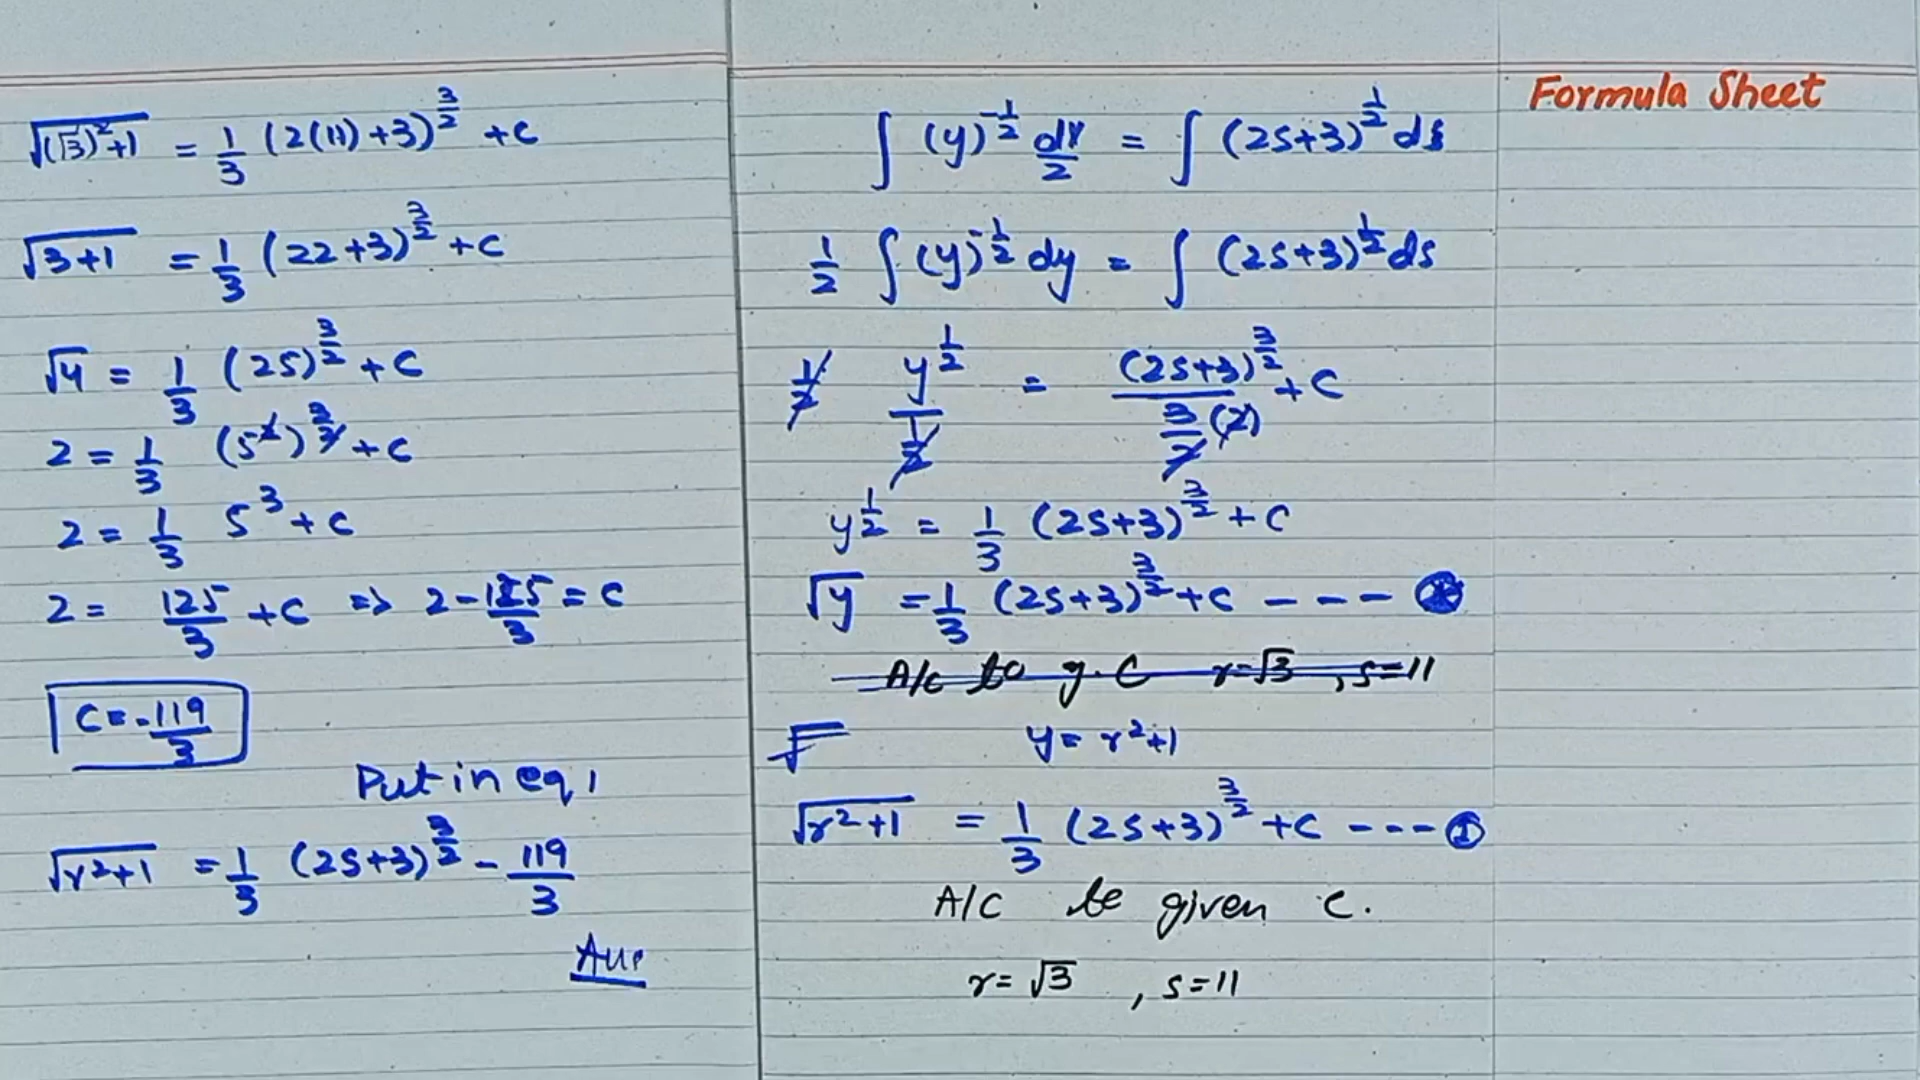 √((√3)²+1) = 1/3 (2(11)+3)^(3/2) + c
√(3+1) = 1/3 (22+3)^(3/2) + c
√4 = 1/3 (25)^(3/2) + c
2 = 1/3 (5²)^(3/2) + c
2 = 1/3 5³ + c
2 = 125/3 + c => 2 - 125/3 = c
c = -119/3
Put in eq 1
√(r²+1) = 1/3 (2s+3)^(3/2) - 119/3
Ans
∫ (y)^(-1/2) dy/2 = ∫ (2s+3)^(1/2) ds
1/2 ∫ (y)^(-1/2) dy = ∫ (2s+3)^(1/2) ds
1/2 y^(1/2)/(1/2) = (2s+3)^(3/2)/(3/2 (2)) + c
y^(1/2) = 1/3 (2s+3)^(3/2) + c
√y = 1/3 (2s+3)^(3/2) + c ---
A/c to g.C r=√3 , s=11
y = r²+1
√(r²+1) = 1/3 (2s+3)^(3/2) + c --- ①
A/C to given c.
r=√3 , s=11
Formula Sheet